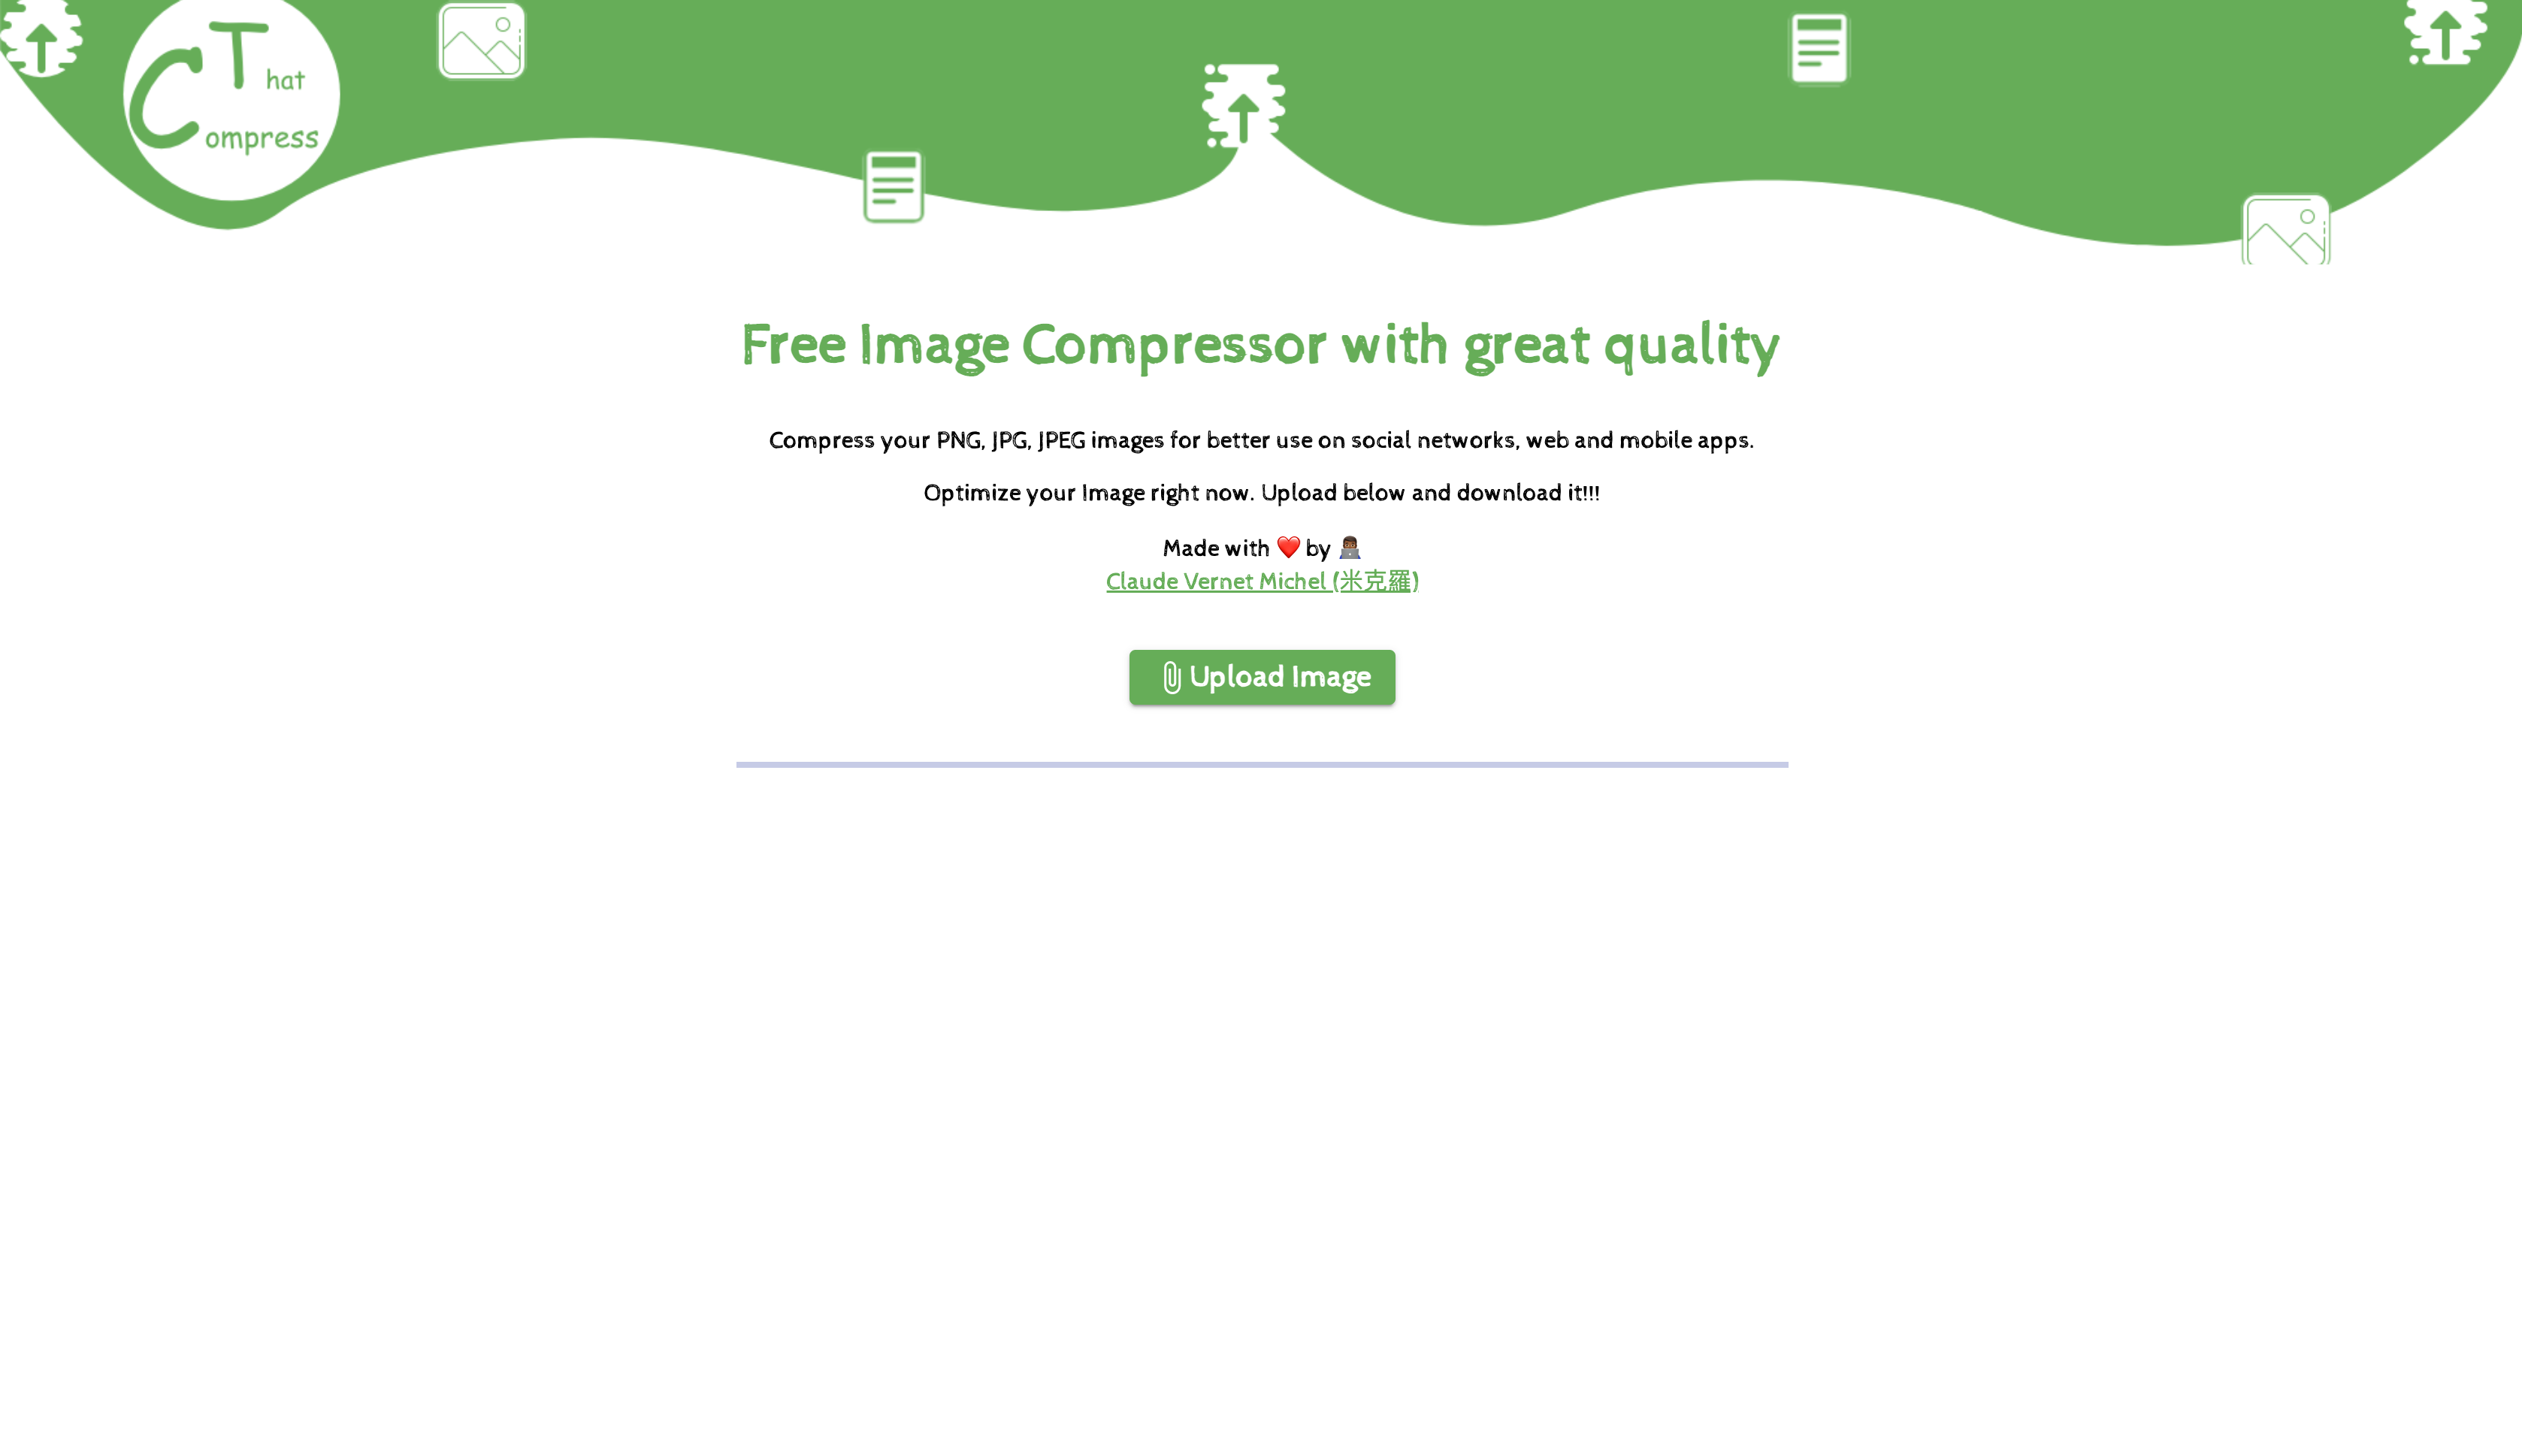 That
Compress
Free Image Compressor with great quality
Compress your PNG, JPG, JPEG images for better use on social networks, web and mobile apps.
Optimize your Image right now. Upload below and download it!!!
Made with ❤️ by 👨🏾‍💻
Claude Vernet Michel (米克羅)
Upload Image